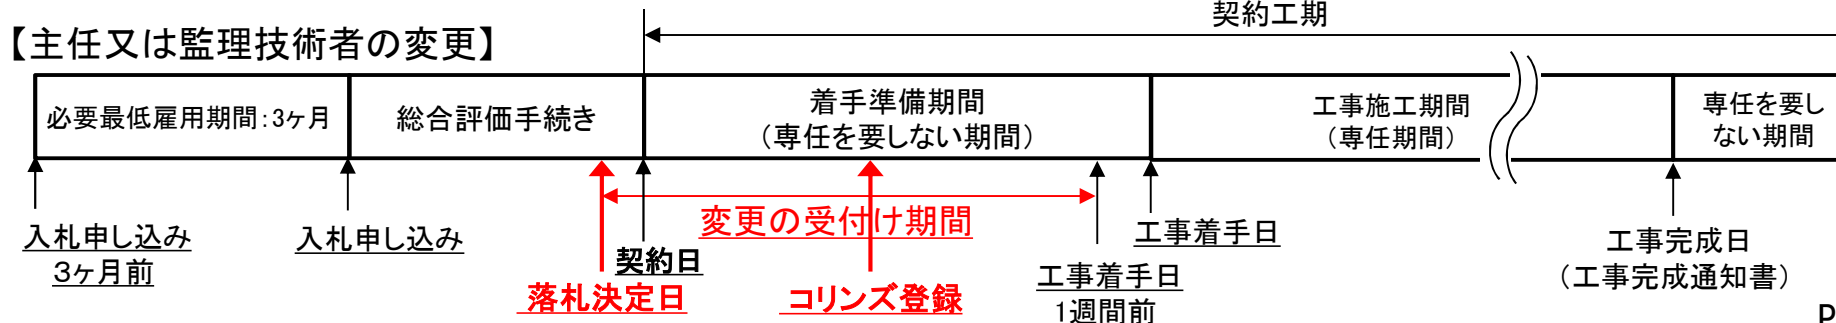 契約工期
【主任又は監理技術者の変更】
必要最低雇用期間：3ヶ月
総合評価手続き
着手準備期間
（専任を要しない期間）
工事施工期間
（専任期間）
専任を要し
ない期間
入札申し込み
3ヶ月前
入札申し込み
変更の受付け期間
契約日
落札決定日
コリンズ登録
工事着手日
1週間前
工事着手日
工事完成日
（工事完成通知書）
P